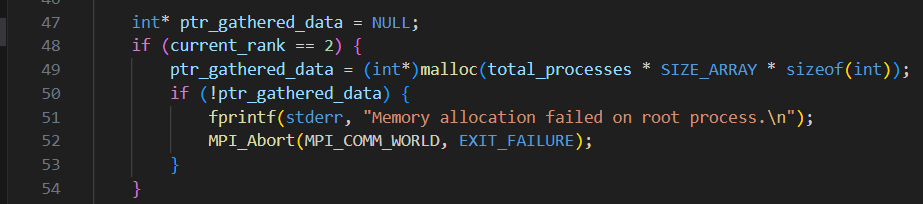 47 int* ptr_gathered_data = NULL;
48 if (current_rank == 2) {
49 ptr_gathered_data = (int*)malloc(total_processes * SIZE_ARRAY * sizeof(int));
50 if (!ptr_gathered_data) {
51 fprintf(stderr, "Memory allocation failed on root process.\n");
52 MPI_Abort(MPI_COMM_WORLD, EXIT_FAILURE);
53 }
54 }